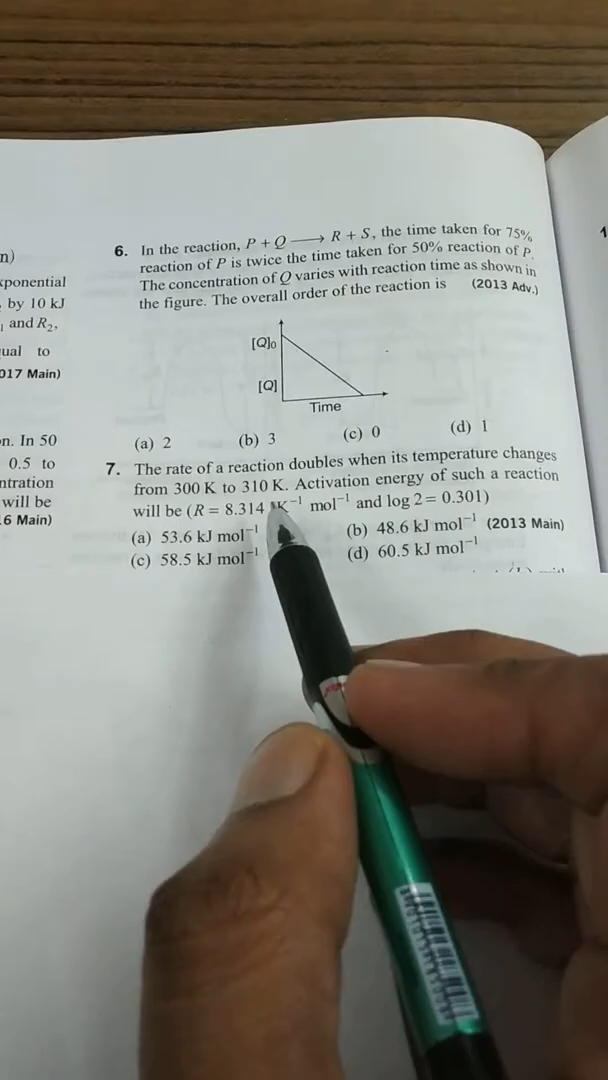 n)
xponential
by 10 kJ
and R₂,
ual to
017 Main)
on. In 50
0.5 to
ntration
will be
16 Main)
6. In the reaction, P + Q ⟶ R + S, the time taken for 75%
reaction of P is twice the time taken for 50% reaction of P.
The concentration of Q varies with reaction time as shown in
the figure. The overall order of the reaction is (2013 Adv.)
[Q]₀
[Q]
Time
(a) 2 (b) 3 (c) 0 (d) 1
7. The rate of a reaction doubles when its temperature changes
from 300 K to 310 K. Activation energy of such a reaction
will be (R = 8.314 K⁻¹ mol⁻¹ and log 2 = 0.301)
(a) 53.6 kJ mol⁻¹ (b) 48.6 kJ mol⁻¹ (2013 Main)
(c) 58.5 kJ mol⁻¹ (d) 60.5 kJ mol⁻¹
1